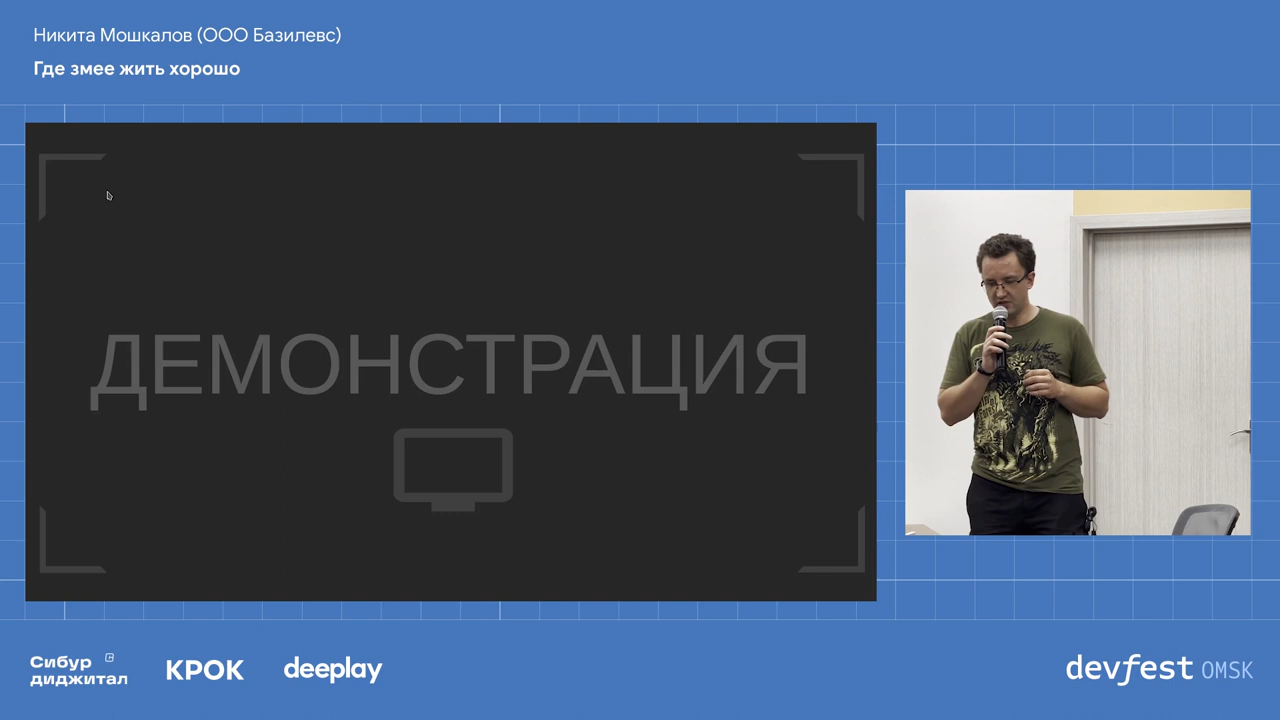 Никита Мошкалов (ООО Базилевс)
Где змее жить хорошо
ДЕМОНСТРАЦИЯ
Сибур
диджитал
КРОК
deeplay
devfest OMSK